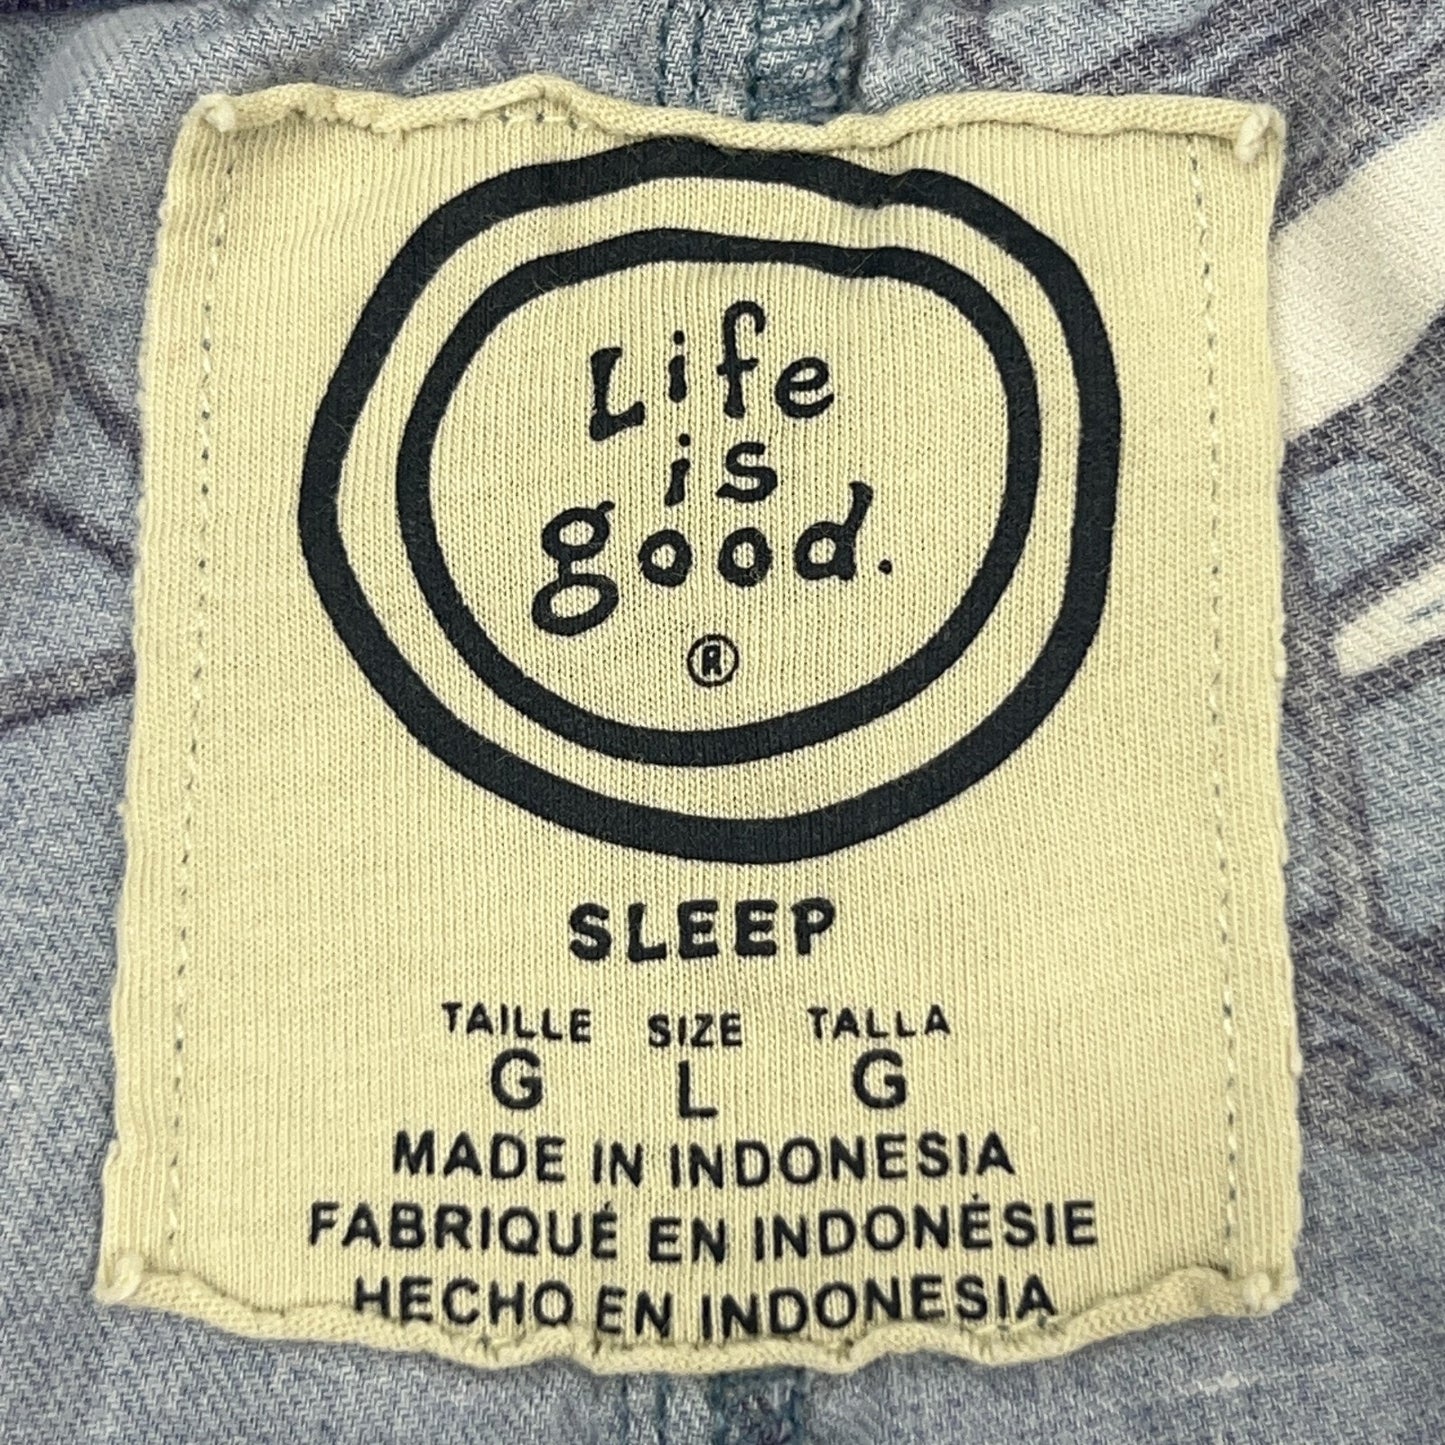 Life
is
good.
®
SLEEP
TAILLE SIZE TALLA
G L G
MADE IN INDONESIA
FABRIQUÉ EN INDONÉSIE
HECHO EN INDONESIA